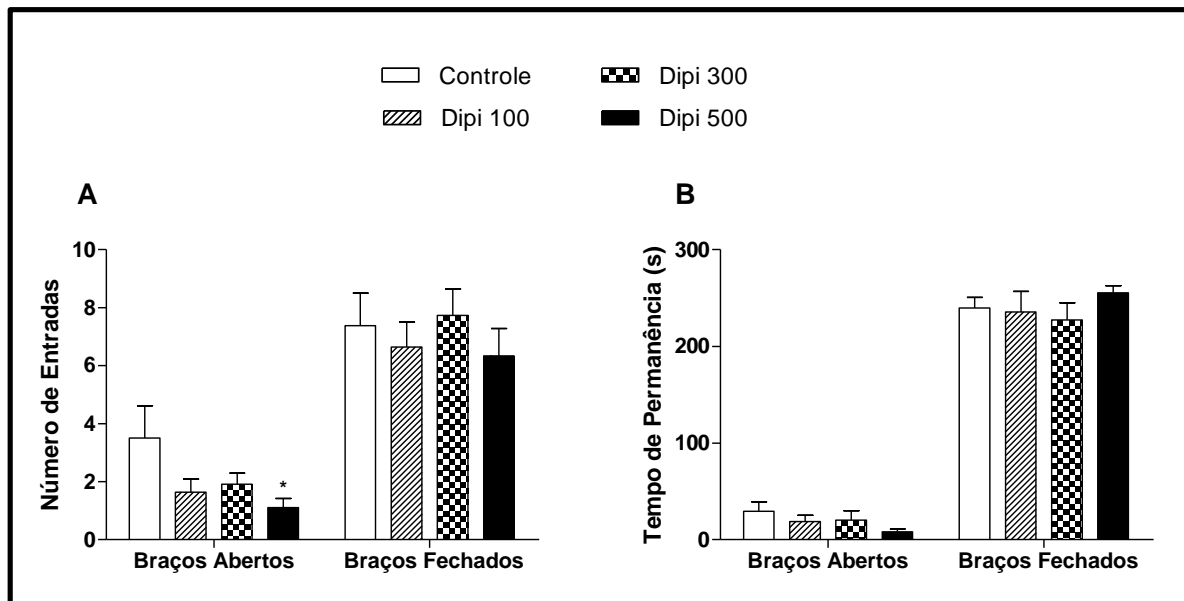 Controle
Dipi 300
Dipi 100
Dipi 500
A
Número de Entradas
10
8
6
4
2
0
*
Braços Abertos
Braços Fechados
B
Tempo de Permanência (s)
300
200
100
0
Braços Abertos
Braços Fechados